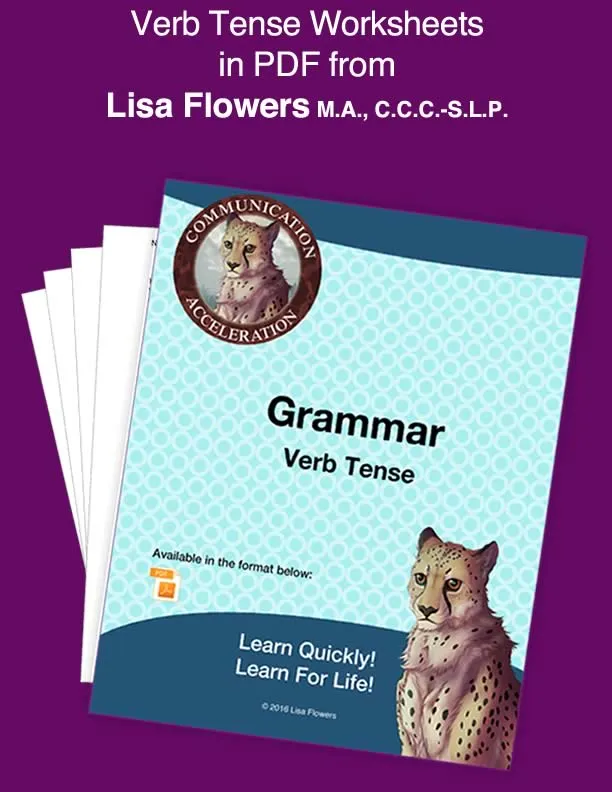 Verb Tense Worksheets
in PDF from
Lisa Flowers M.A., C.C.C.-S.L.P.
COMMUNICATION
ACCELERATION
Grammar
Verb Tense
Available in the format below:
PDF
Learn Quickly!
Learn For Life!
© 2016 Lisa Flowers